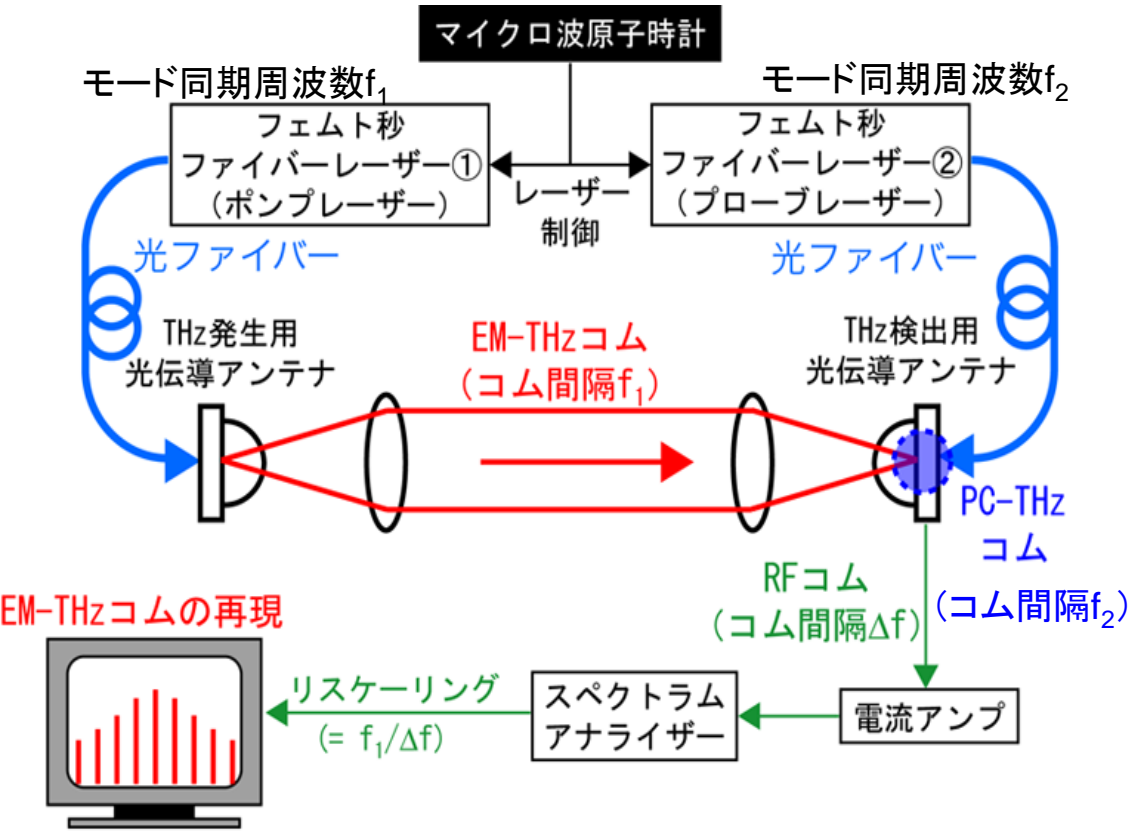 マイクロ波原子時計
モード同期周波数f₁
モード同期周波数f₂
フェムト秒
ファイバーレーザー①
(ポンプレーザー)
レーザー
制御
フェムト秒
ファイバーレーザー②
(プローブレーザー)
光ファイバー
光ファイバー
THz発生用
光伝導アンテナ
EM-THzコム
(コム間隔f₁)
THz検出用
光伝導アンテナ
PC-THz
コム
(コム間隔f₂)
RFコム
(コム間隔Δf)
EM-THzコムの再現
リスケーリング
(= f₁/Δf)
スペクトラム
アナライザー
電流アンプ